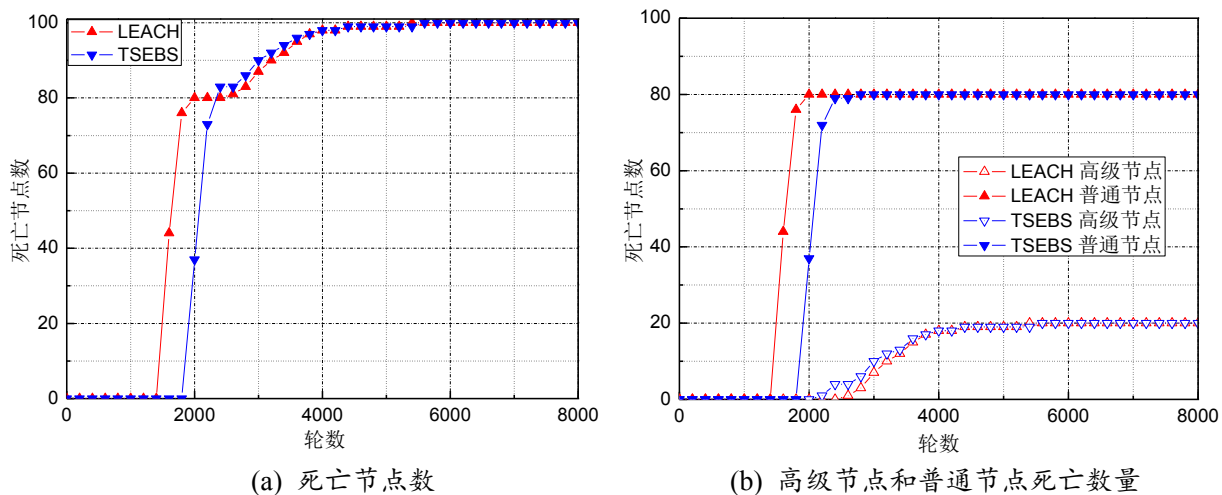 LEACH
TSEBS
100
80
60
40
20
0
死亡节点数
0 2000 4000 6000 8000
轮数
(a) 死亡节点数
100
80
60
40
20
0
死亡节点数
LEACH 高级节点
LEACH 普通节点
TSEBS 高级节点
TSEBS 普通节点
0 2000 4000 6000 8000
轮数
(b) 高级节点和普通节点死亡数量